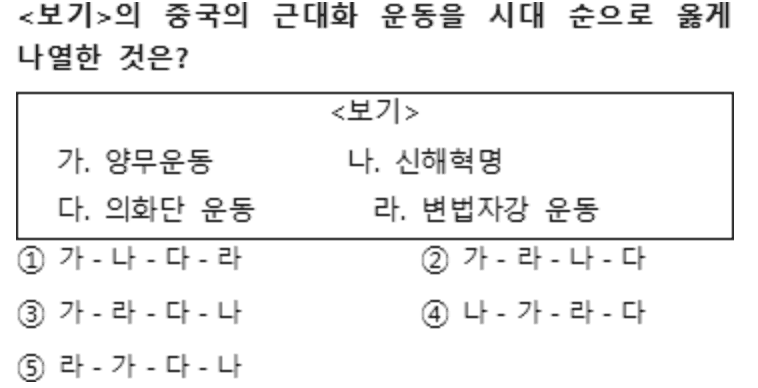 <보기>의 중국의 근대화 운동을 시대 순으로 옳게
나열한 것은?
<보기>
가. 양무운동 나. 신해혁명
다. 의화단 운동 라. 변법자강 운동
① 가 - 나 - 다 - 라 ② 가 - 라 - 나 - 다
③ 가 - 라 - 다 - 나 ④ 나 - 가 - 라 - 다
⑤ 라 - 가 - 다 - 나